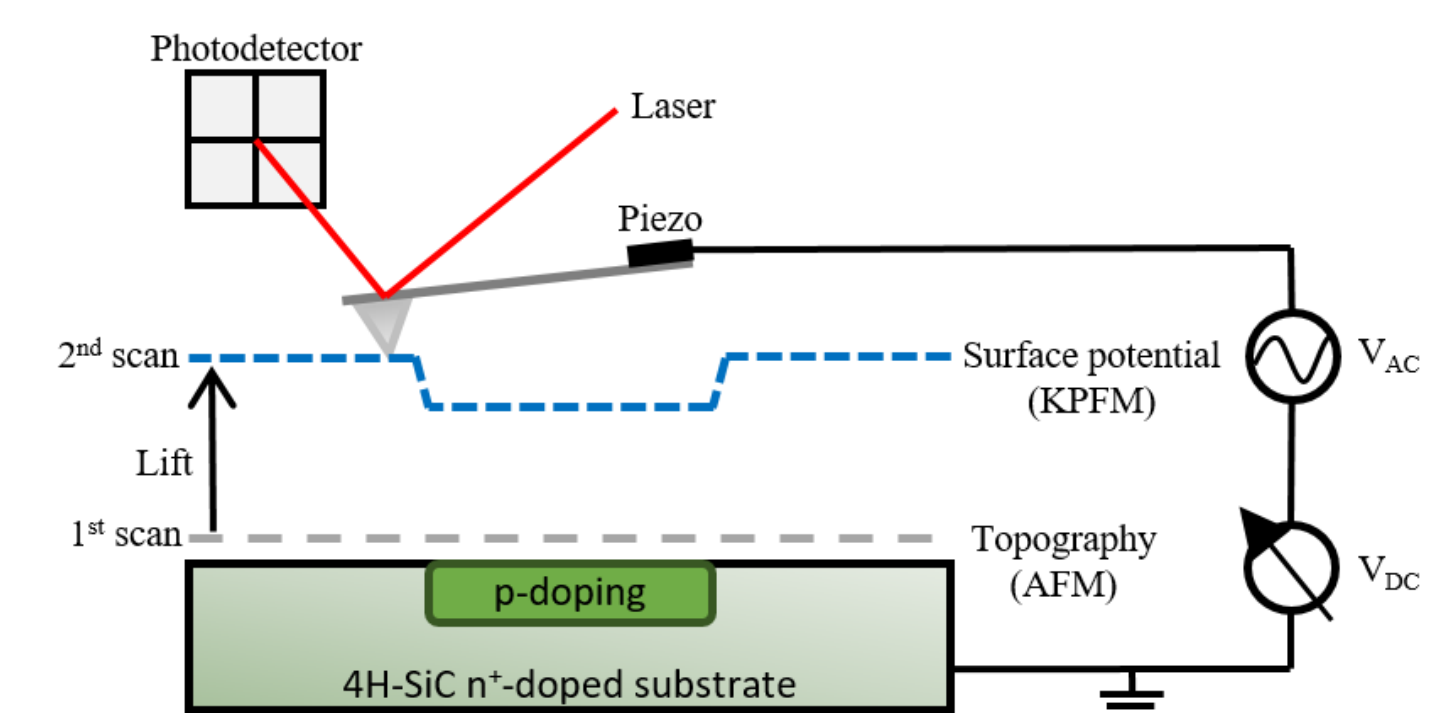 Photodetector
Laser
Piezo
2nd scan
Surface potential
(KPFM)
VAC
Lift
1st scan
Topography
(AFM)
VDC
p-doping
4H-SiC n+-doped substrate